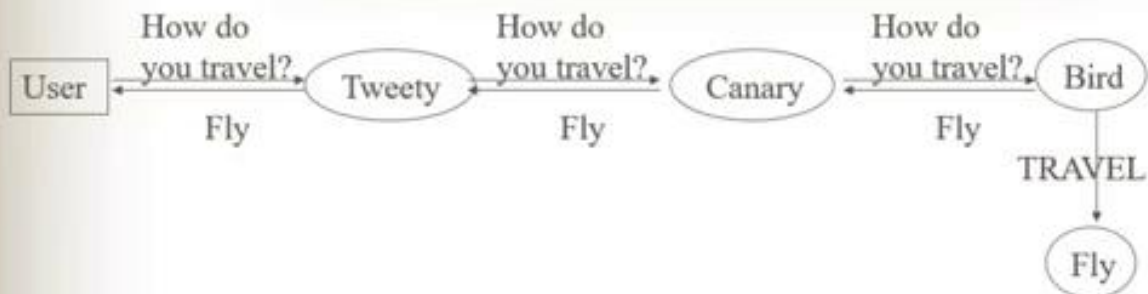 How do
you travel?
How do
you travel?
How do
you travel?
User
Tweety
Canary
Bird
Fly
Fly
Fly
TRAVEL
Fly